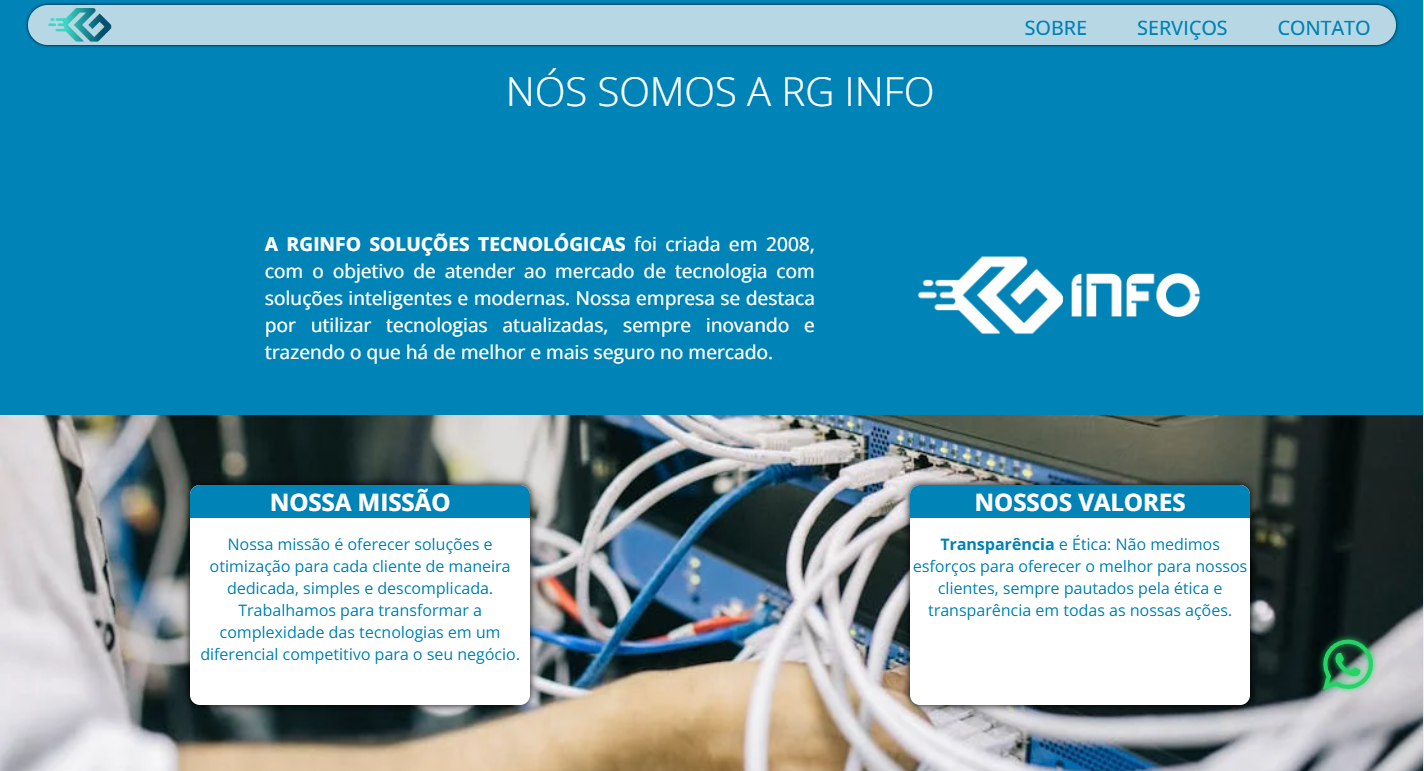 SOBRE SERVIÇOS CONTATO
NÓS SOMOS A RG INFO
A RGINFO SOLUÇÕES TECNOLÓGICAS foi criada em 2008,
com o objetivo de atender ao mercado de tecnologia com
soluções inteligentes e modernas. Nossa empresa se destaca
por utilizar tecnologias atualizadas, sempre inovando e
trazendo o que há de melhor e mais seguro no mercado.
RG INFO
NOSSA MISSÃO
Nossa missão é oferecer soluções e
otimização para cada cliente de maneira
dedicada, simples e descomplicada.
Trabalhamos para transformar a
complexidade das tecnologias em um
diferencial competitivo para o seu negócio.
NOSSOS VALORES
Transparência e Ética: Não medimos
esforços para oferecer o melhor para nossos
clientes, sempre pautados pela ética e
transparência em todas as nossas ações.